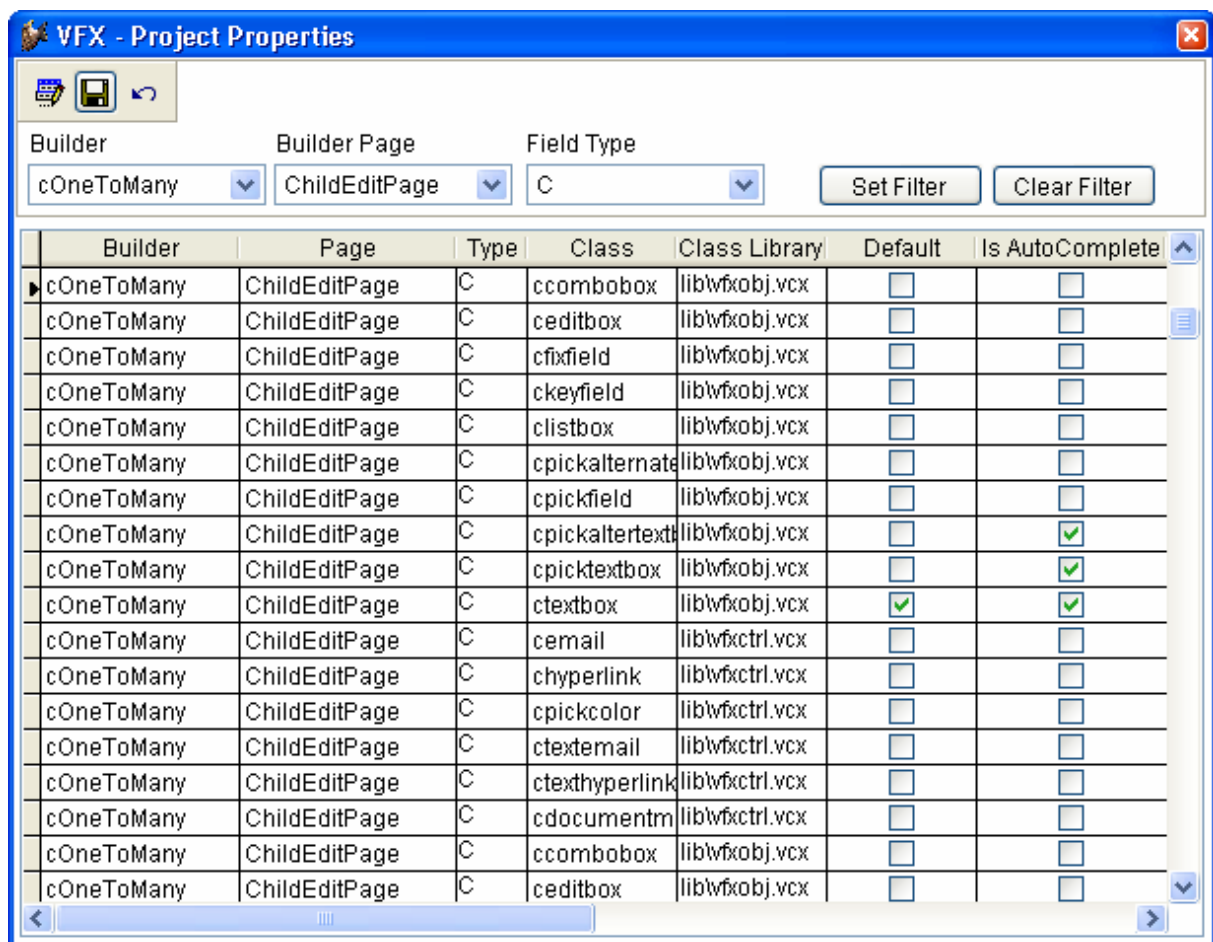 VFX - Project Properties
Builder Builder Page Field Type
cOneToMany ChildEditPage C Set Filter Clear Filter
Builder Page Type Class Class Library Default Is AutoComplete
cOneToMany ChildEditPage C ccombobox lib\vfxobj.vcx
cOneToMany ChildEditPage C ceditbox lib\vfxobj.vcx
cOneToMany ChildEditPage C cfixfield lib\vfxobj.vcx
cOneToMany ChildEditPage C ckeyfield lib\vfxobj.vcx
cOneToMany ChildEditPage C clistbox lib\vfxobj.vcx
cOneToMany ChildEditPage C cpickalternate lib\vfxobj.vcx
cOneToMany ChildEditPage C cpickfield lib\vfxobj.vcx
cOneToMany ChildEditPage C cpickaltertextb lib\vfxobj.vcx
cOneToMany ChildEditPage C cpicktextbox lib\vfxobj.vcx
cOneToMany ChildEditPage C ctextbox lib\vfxobj.vcx
cOneToMany ChildEditPage C cemail lib\vfxctrl.vcx
cOneToMany ChildEditPage C chyperlink lib\vfxctrl.vcx
cOneToMany ChildEditPage C cpickcolor lib\vfxctrl.vcx
cOneToMany ChildEditPage C ctextemail lib\vfxctrl.vcx
cOneToMany ChildEditPage C ctexthyperlink lib\vfxctrl.vcx
cOneToMany ChildEditPage C cdocumentm lib\vfxctrl.vcx
cOneToMany ChildEditPage C ccombobox lib\vfxobj.vcx
cOneToMany ChildEditPage C ceditbox lib\vfxobj.vcx